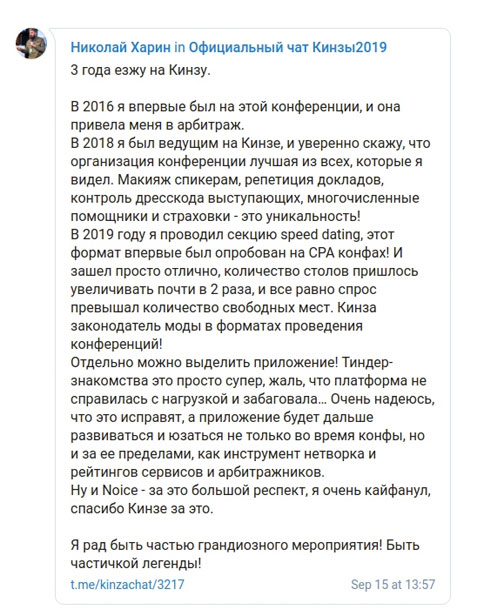 Николай Харин in Официальный чат Кинзы2019
3 года езжу на Кинзу.
В 2016 я впервые был на этой конференции, и она
привела меня в арбитраж.
В 2018 я был ведущим на Кинзе, и уверенно скажу, что
организация конференции лучшая из всех, которые я
видел. Макияж спикерам, репетиция докладов,
контроль дресскода выступающих, многочисленные
помощники и страховки - это уникальность!
В 2019 году я проводил секцию speed dating, этот
формат впервые был опробован на CPA конфах! И
зашел просто отлично, количество столов пришлось
увеличивать почти в 2 раза, и все равно спрос
превышал количество свободных мест. Кинза
законодатель моды в форматах проведения
конференций!
Отдельно можно выделить приложение! Тиндер-
знакомства это просто супер, жаль, что платформа не
справилась с нагрузкой и забаговала... Очень надеюсь,
что это исправят, а приложение будет дальше
развиваться и юзаться не только во время конфы, но
и за ее пределами, как инструмент нетворка и
рейтингов сервисов и арбитражников.
Ну и Noice - за это большой респект, я очень кайфанул,
спасибо Кинзе за это.
Я рад быть частью грандиозного мероприятия! Быть
частичкой легенды!
t.me/kinzachat/3217 Sep 15 at 13:57